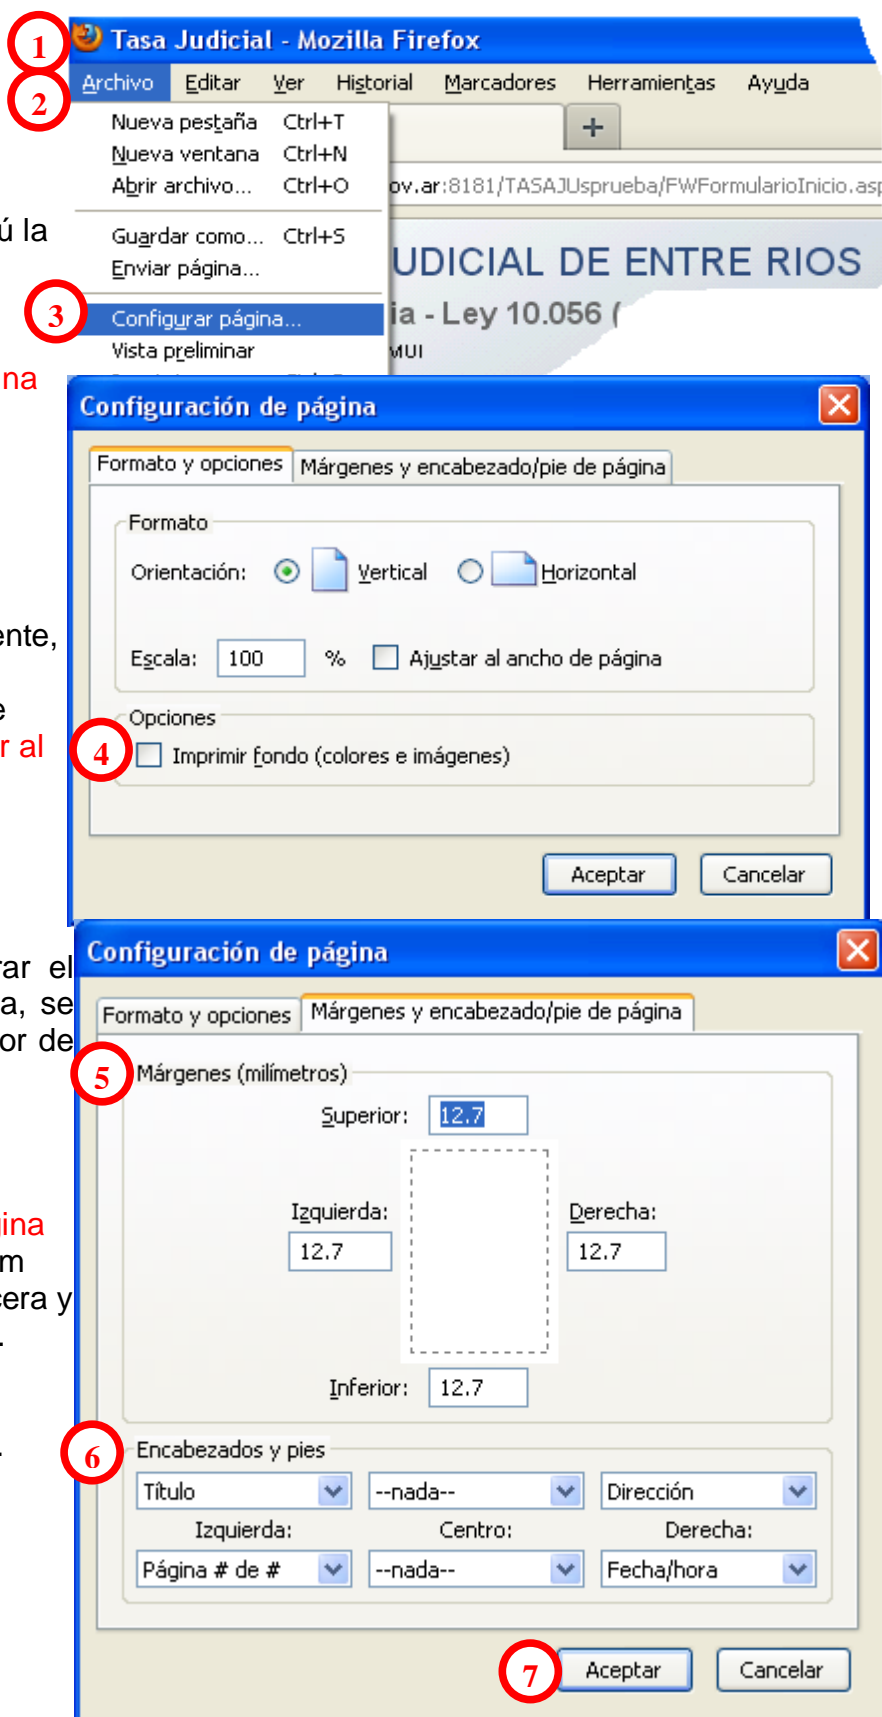 1 Tasa Judicial - Mozilla Firefox
2 Archivo Editar Ver Historial Marcadores Herramientas Ayuda
Nueva pestaña Ctrl+T
+
Nueva ventana Ctrl+N
Abrir archivo... Ctrl+O
ov.ar:8181/TASAJUsprueba/FWFormularioInicio.asp
ú la
Guardar como... Ctrl+S
Enviar página...
UDICIAL DE ENTRE RIOS
3 Configurar página...
ia - Ley 10.056 (
Vista preliminar
MUI
na
Configuración de página
Formato y opciones Márgenes y encabezado/pie de página
Formato
Orientación: Vertical Horizontal
ente,
Escala: 100 % Ajustar al ancho de página
e
Opciones
r al
4 Imprimir fondo (colores e imágenes)
Aceptar Cancelar
Configuración de página
rar el
a, se
or de
Formato y opciones Márgenes y encabezado/pie de página
5 Márgenes (milímetros)
Superior: 12.7
Izquierda: Derecha:
12.7 12.7
gina
m
cera y
.
Inferior: 12.7
.
6 Encabezados y pies
Título --nada-- Dirección
Izquierda: Centro: Derecha:
Página # de # --nada-- Fecha/hora
7 Aceptar Cancelar